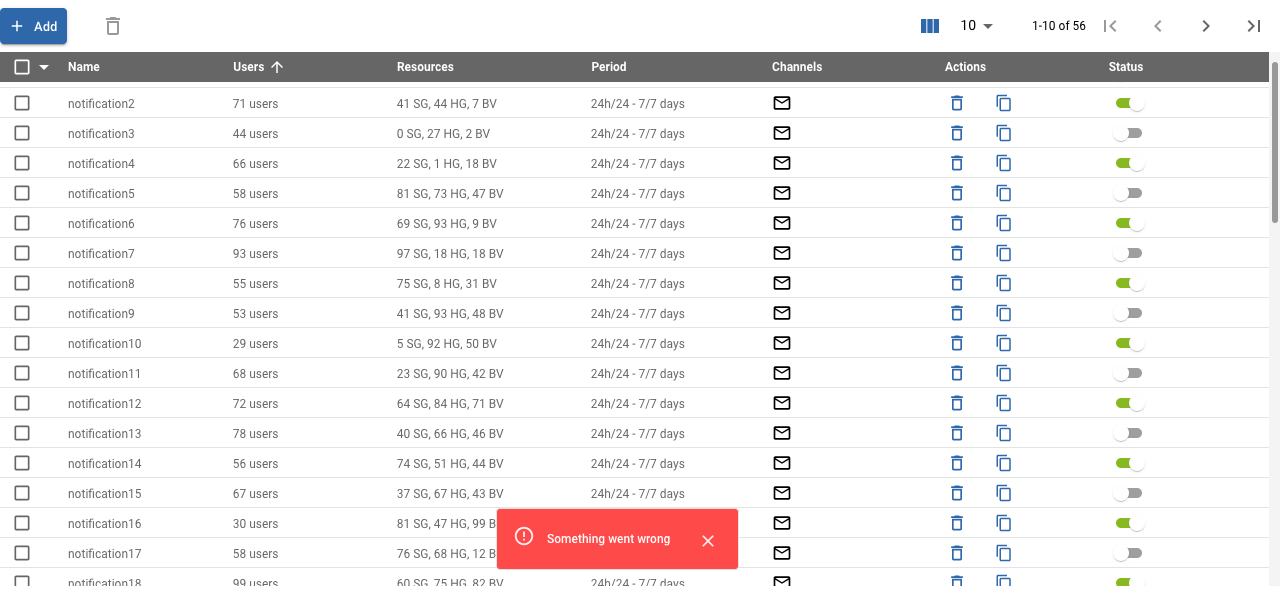 Add 10 1-10 of 56
Name Users Resources Period Channels Actions Status
notification2 71 users 41 SG, 44 HG, 7 BV 24h/24 - 7/7 days
notification3 44 users 0 SG, 27 HG, 2 BV 24h/24 - 7/7 days
notification4 66 users 22 SG, 1 HG, 18 BV 24h/24 - 7/7 days
notification5 58 users 81 SG, 73 HG, 47 BV 24h/24 - 7/7 days
notification6 76 users 69 SG, 93 HG, 9 BV 24h/24 - 7/7 days
notification7 93 users 97 SG, 18 HG, 18 BV 24h/24 - 7/7 days
notification8 55 users 75 SG, 8 HG, 31 BV 24h/24 - 7/7 days
notification9 53 users 41 SG, 93 HG, 48 BV 24h/24 - 7/7 days
notification10 29 users 5 SG, 92 HG, 50 BV 24h/24 - 7/7 days
notification11 68 users 23 SG, 90 HG, 42 BV 24h/24 - 7/7 days
notification12 72 users 64 SG, 84 HG, 71 BV 24h/24 - 7/7 days
notification13 78 users 40 SG, 66 HG, 46 BV 24h/24 - 7/7 days
notification14 56 users 74 SG, 51 HG, 44 BV 24h/24 - 7/7 days
notification15 67 users 37 SG, 67 HG, 43 BV 24h/24 - 7/7 days
notification16 30 users 81 SG, 47 HG, 99
Something went wrong
notification17 58 users 76 SG, 68 HG, 12
notification18 99 users 60 SG, 75 HG, 82 BV 24h/24 - 7/7 days